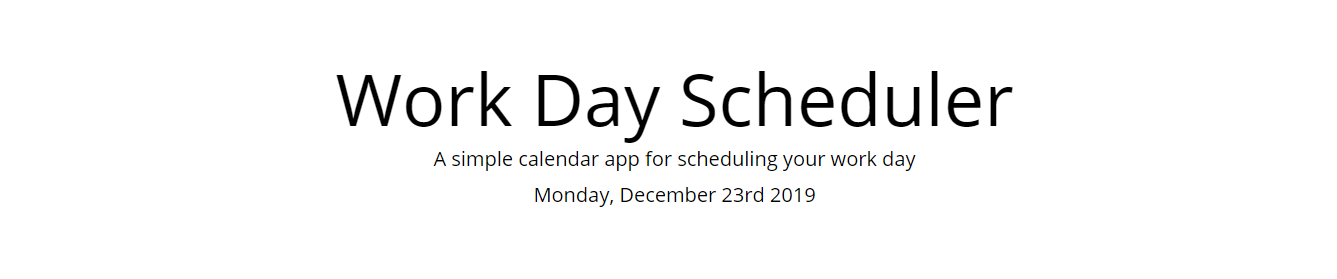 Work Day Scheduler
A simple calendar app for scheduling your work day
Monday, December 23rd 2019